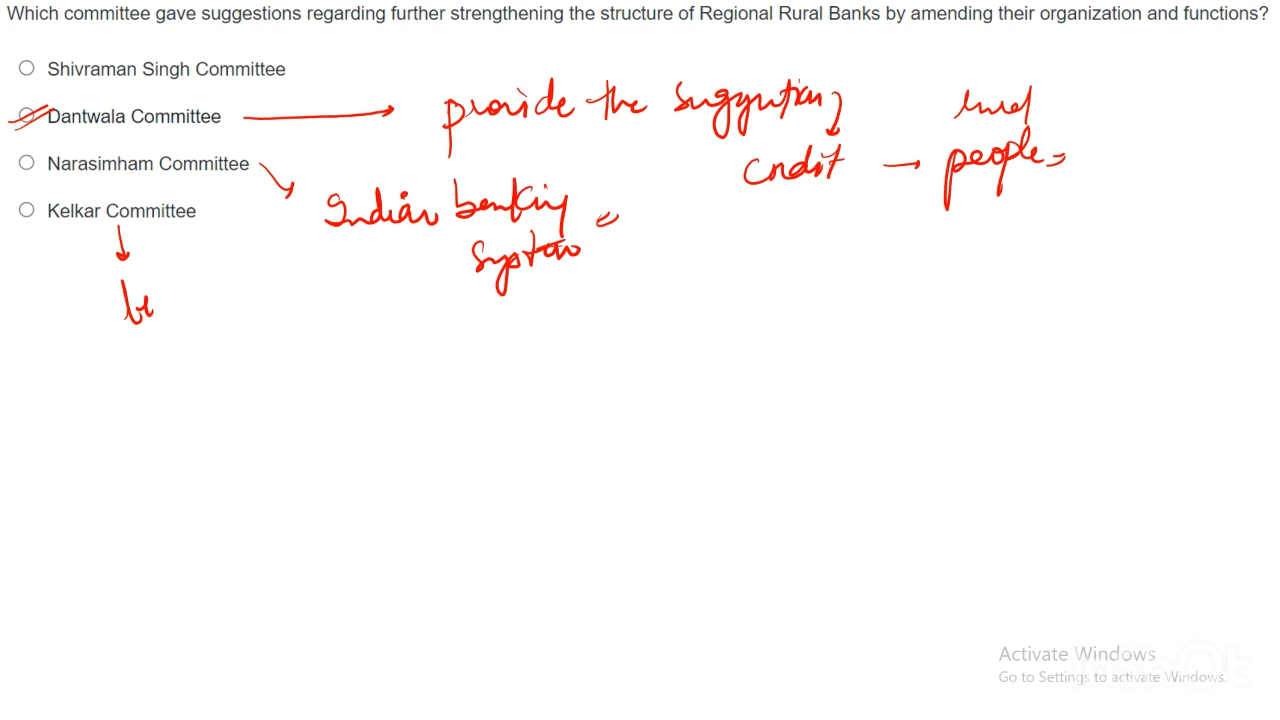 Which committee gave suggestions regarding further strengthening the structure of Regional Rural Banks by amending their organization and functions?
Shivraman Singh Committee
Dantwala Committee
provide the suggestion
credit
people
Narasimham Committee
Indian banking
system
Kelkar Committee
Activate Windows
Go to Settings to activate Windows.